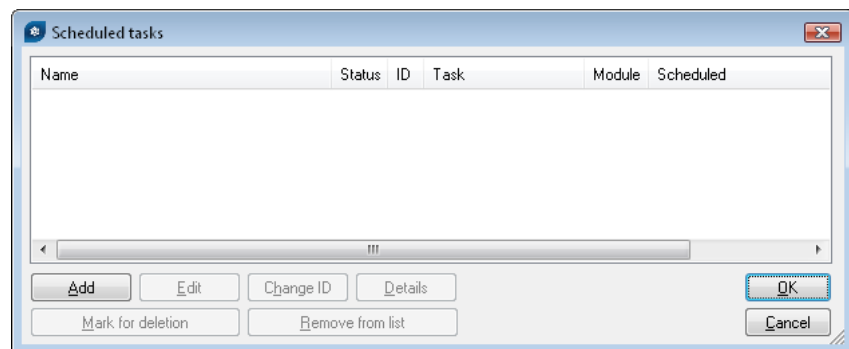 Scheduled tasks
Name Status ID Task Module Scheduled
Add Edit Change ID Details OK
Mark for deletion Remove from list Cancel